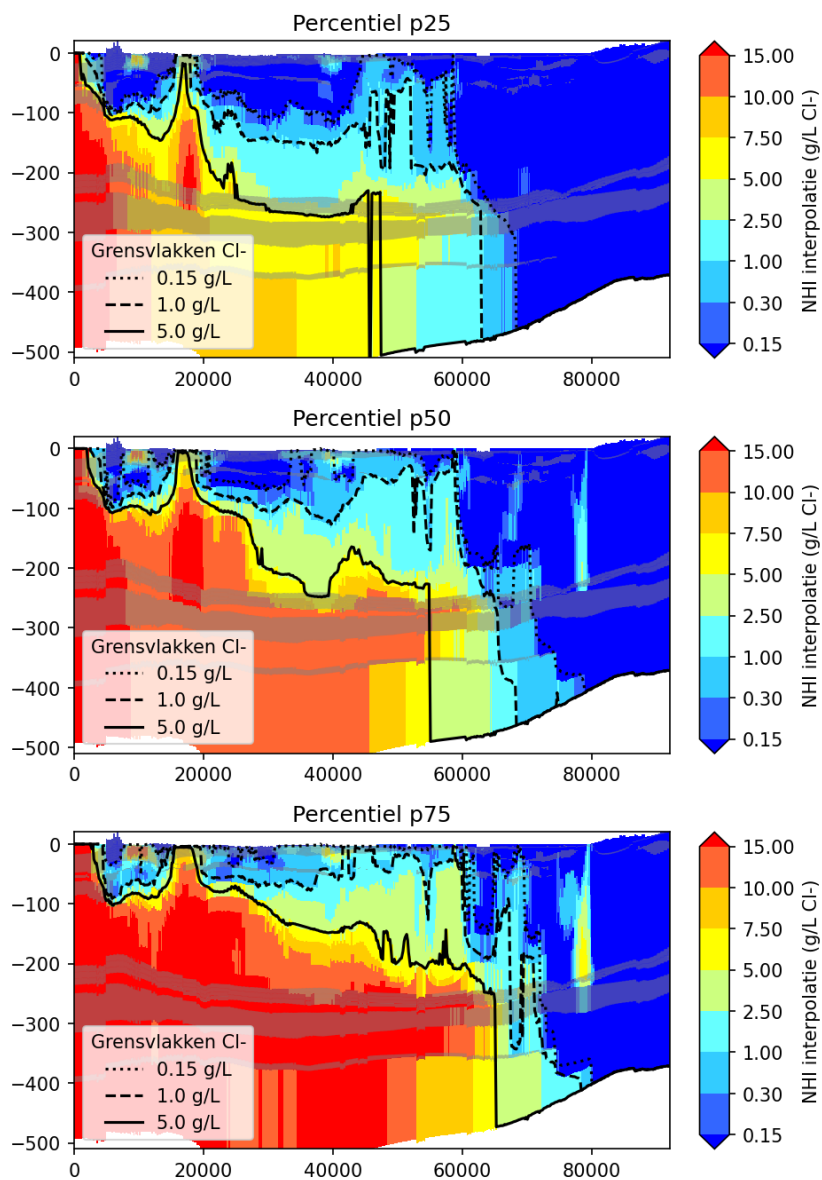 Percentiel p25
0
−100
−200
−300
−400
−500
0 20000 40000 60000 80000
Grensvlakken Cl-
0.15 g/L
1.0 g/L
5.0 g/L
15.00
10.00
7.50
5.00
2.50
1.00
0.30
0.15
NHI interpolatie (g/L Cl-)
Percentiel p50
0
−100
−200
−300
−400
−500
0 20000 40000 60000 80000
Grensvlakken Cl-
0.15 g/L
1.0 g/L
5.0 g/L
15.00
10.00
7.50
5.00
2.50
1.00
0.30
0.15
NHI interpolatie (g/L Cl-)
Percentiel p75
0
−100
−200
−300
−400
−500
0 20000 40000 60000 80000
Grensvlakken Cl-
0.15 g/L
1.0 g/L
5.0 g/L
15.00
10.00
7.50
5.00
2.50
1.00
0.30
0.15
NHI interpolatie (g/L Cl-)